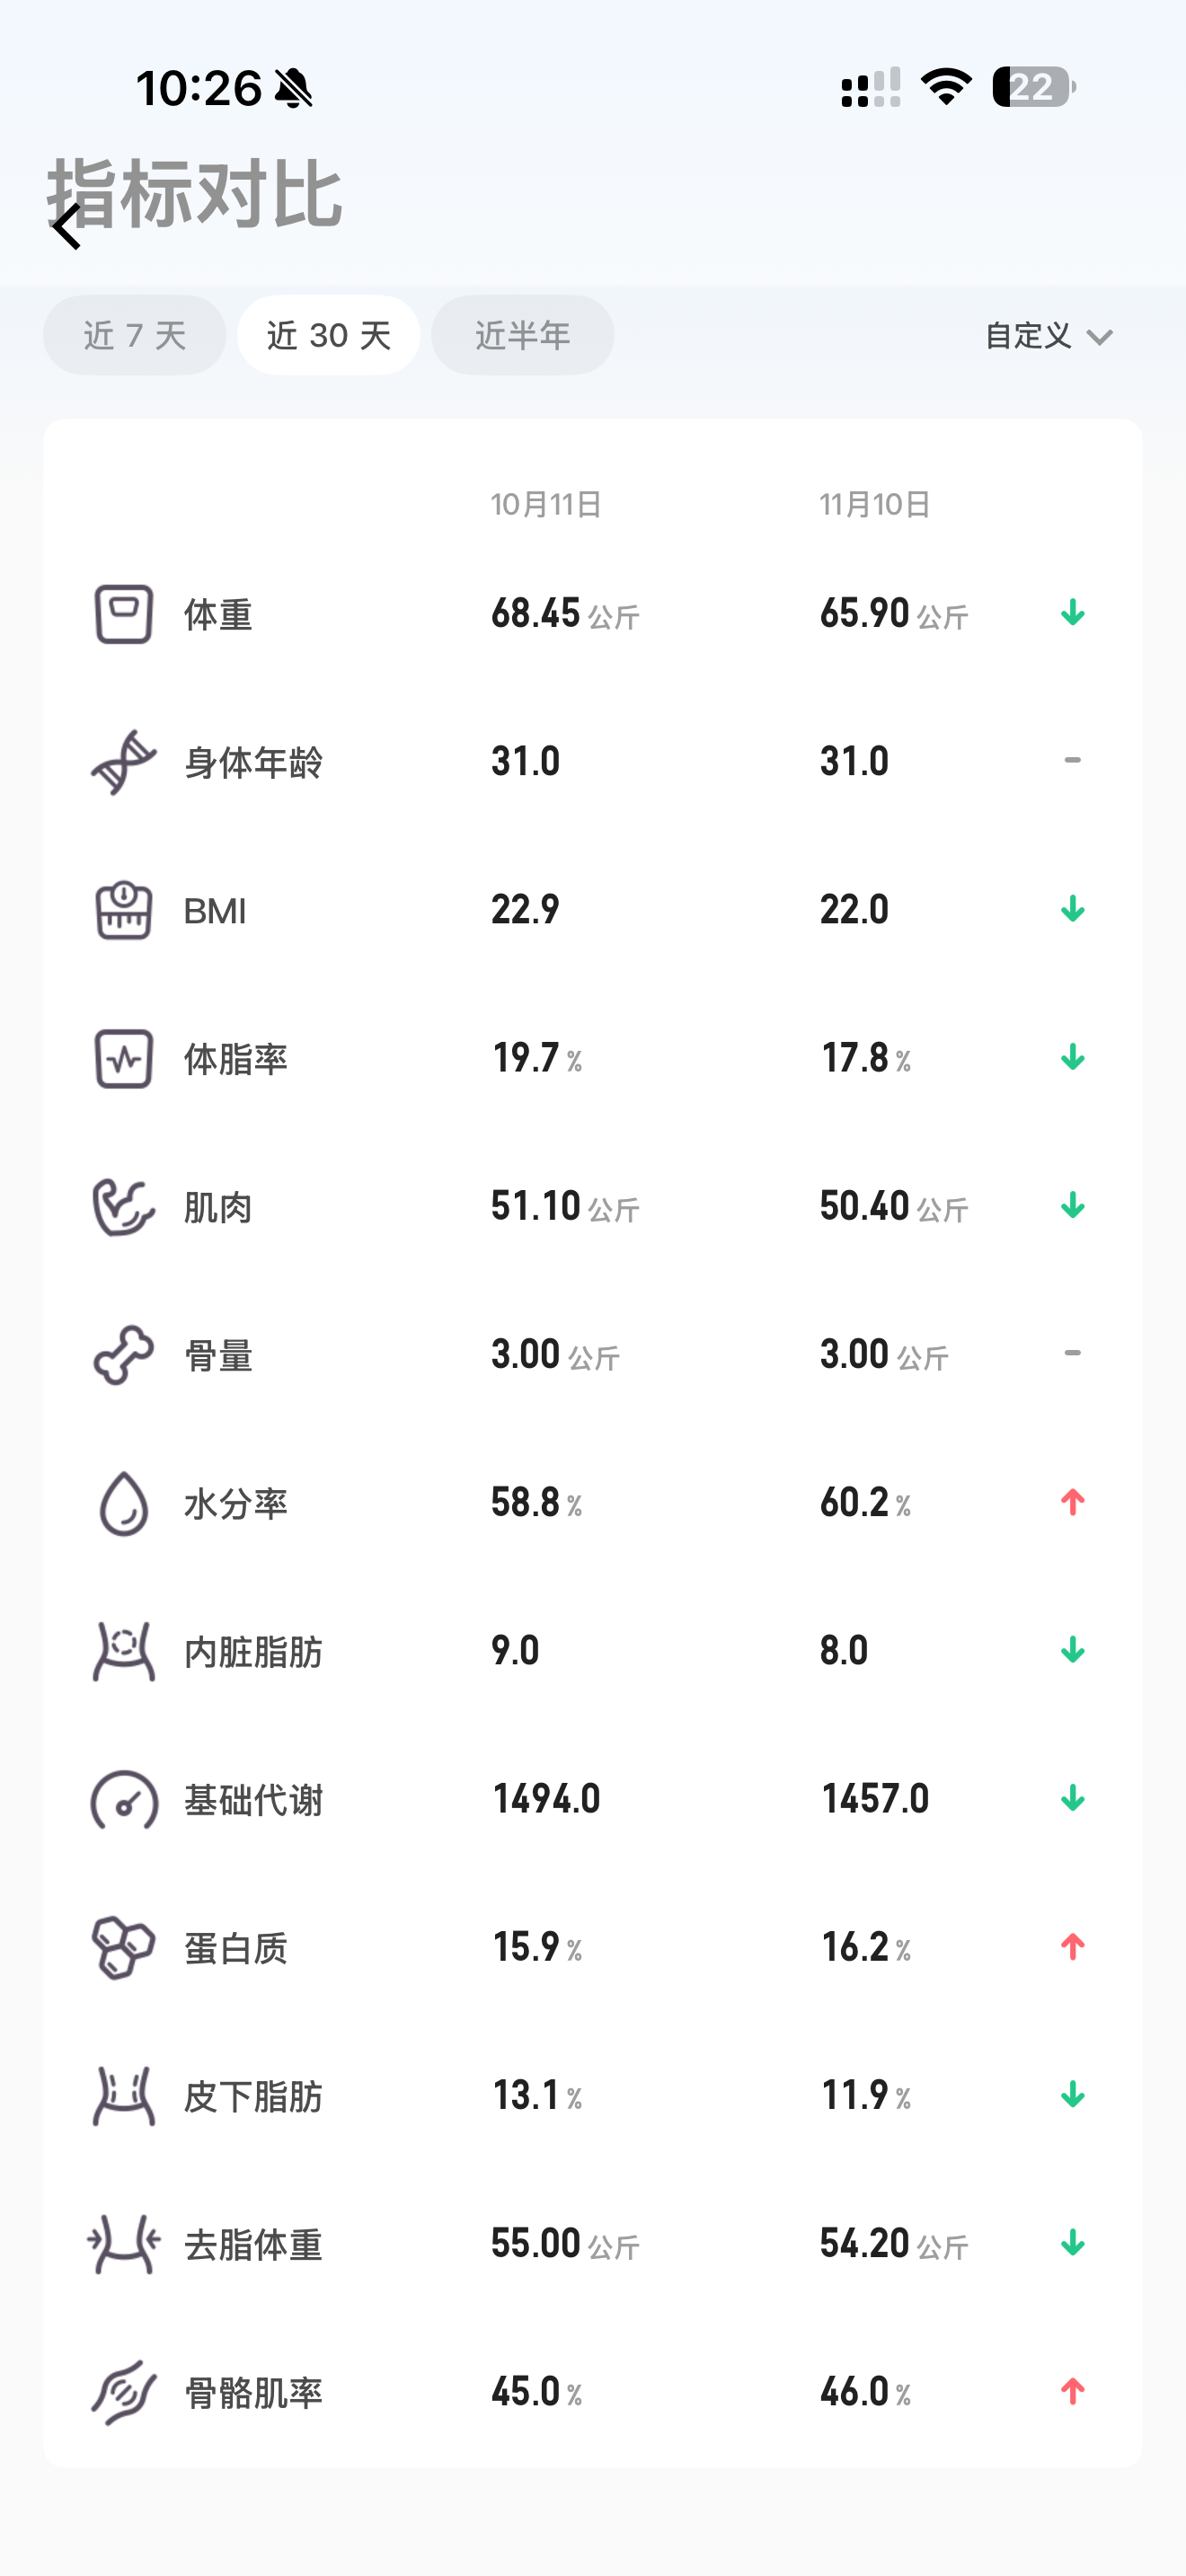 10:26
22
指标对比
近 7 天 近 30 天 近半年 自定义
10月11日 11月10日
体重 68.45 公斤 65.90 公斤
身体年龄 31.0 31.0 -
BMI 22.9 22.0
体脂率 19.7 % 17.8 %
肌肉 51.10 公斤 50.40 公斤
骨量 3.00 公斤 3.00 公斤 -
水分率 58.8 % 60.2 %
内脏脂肪 9.0 8.0
基础代谢 1494.0 1457.0
蛋白质 15.9 % 16.2 %
皮下脂肪 13.1 % 11.9 %
去脂体重 55.00 公斤 54.20 公斤
骨骼肌率 45.0 % 46.0 %